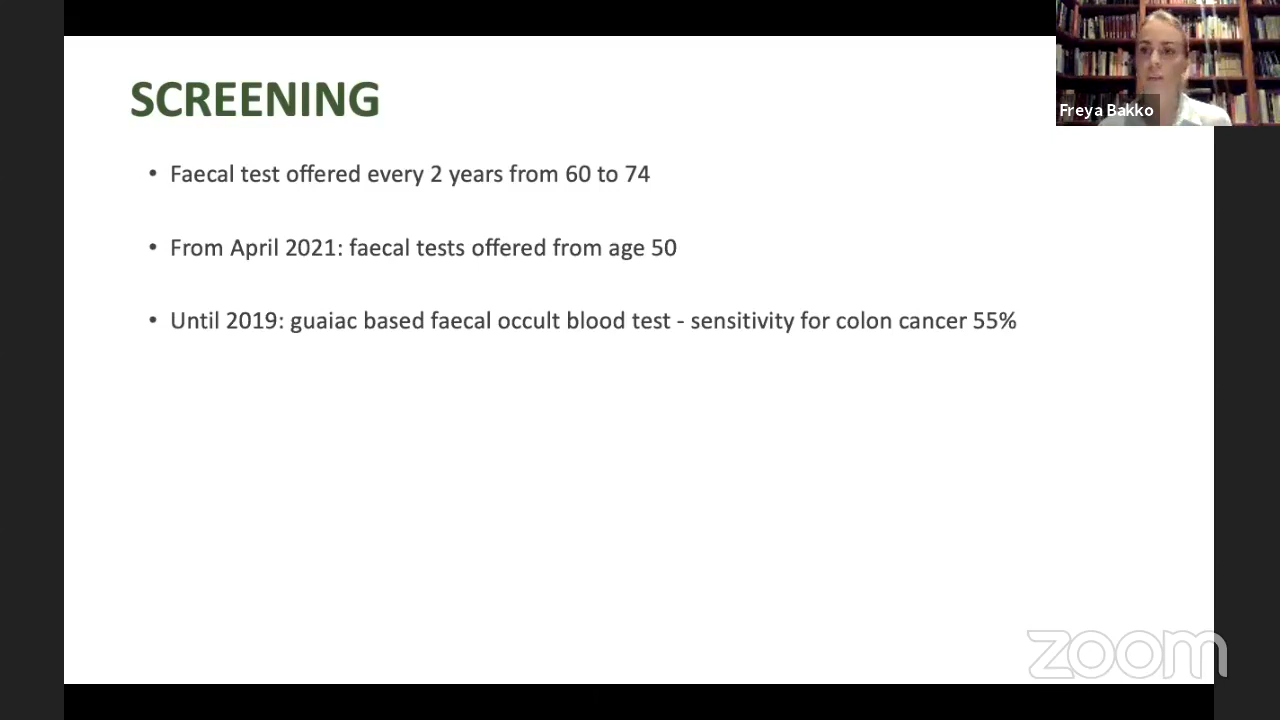 SCREENING
Freya Bakko
• Faecal test offered every 2 years from 60 to 74
• From April 2021: faecal tests offered from age 50
• Until 2019: guaiac based faecal occult blood test - sensitivity for colon cancer 55%
zoom